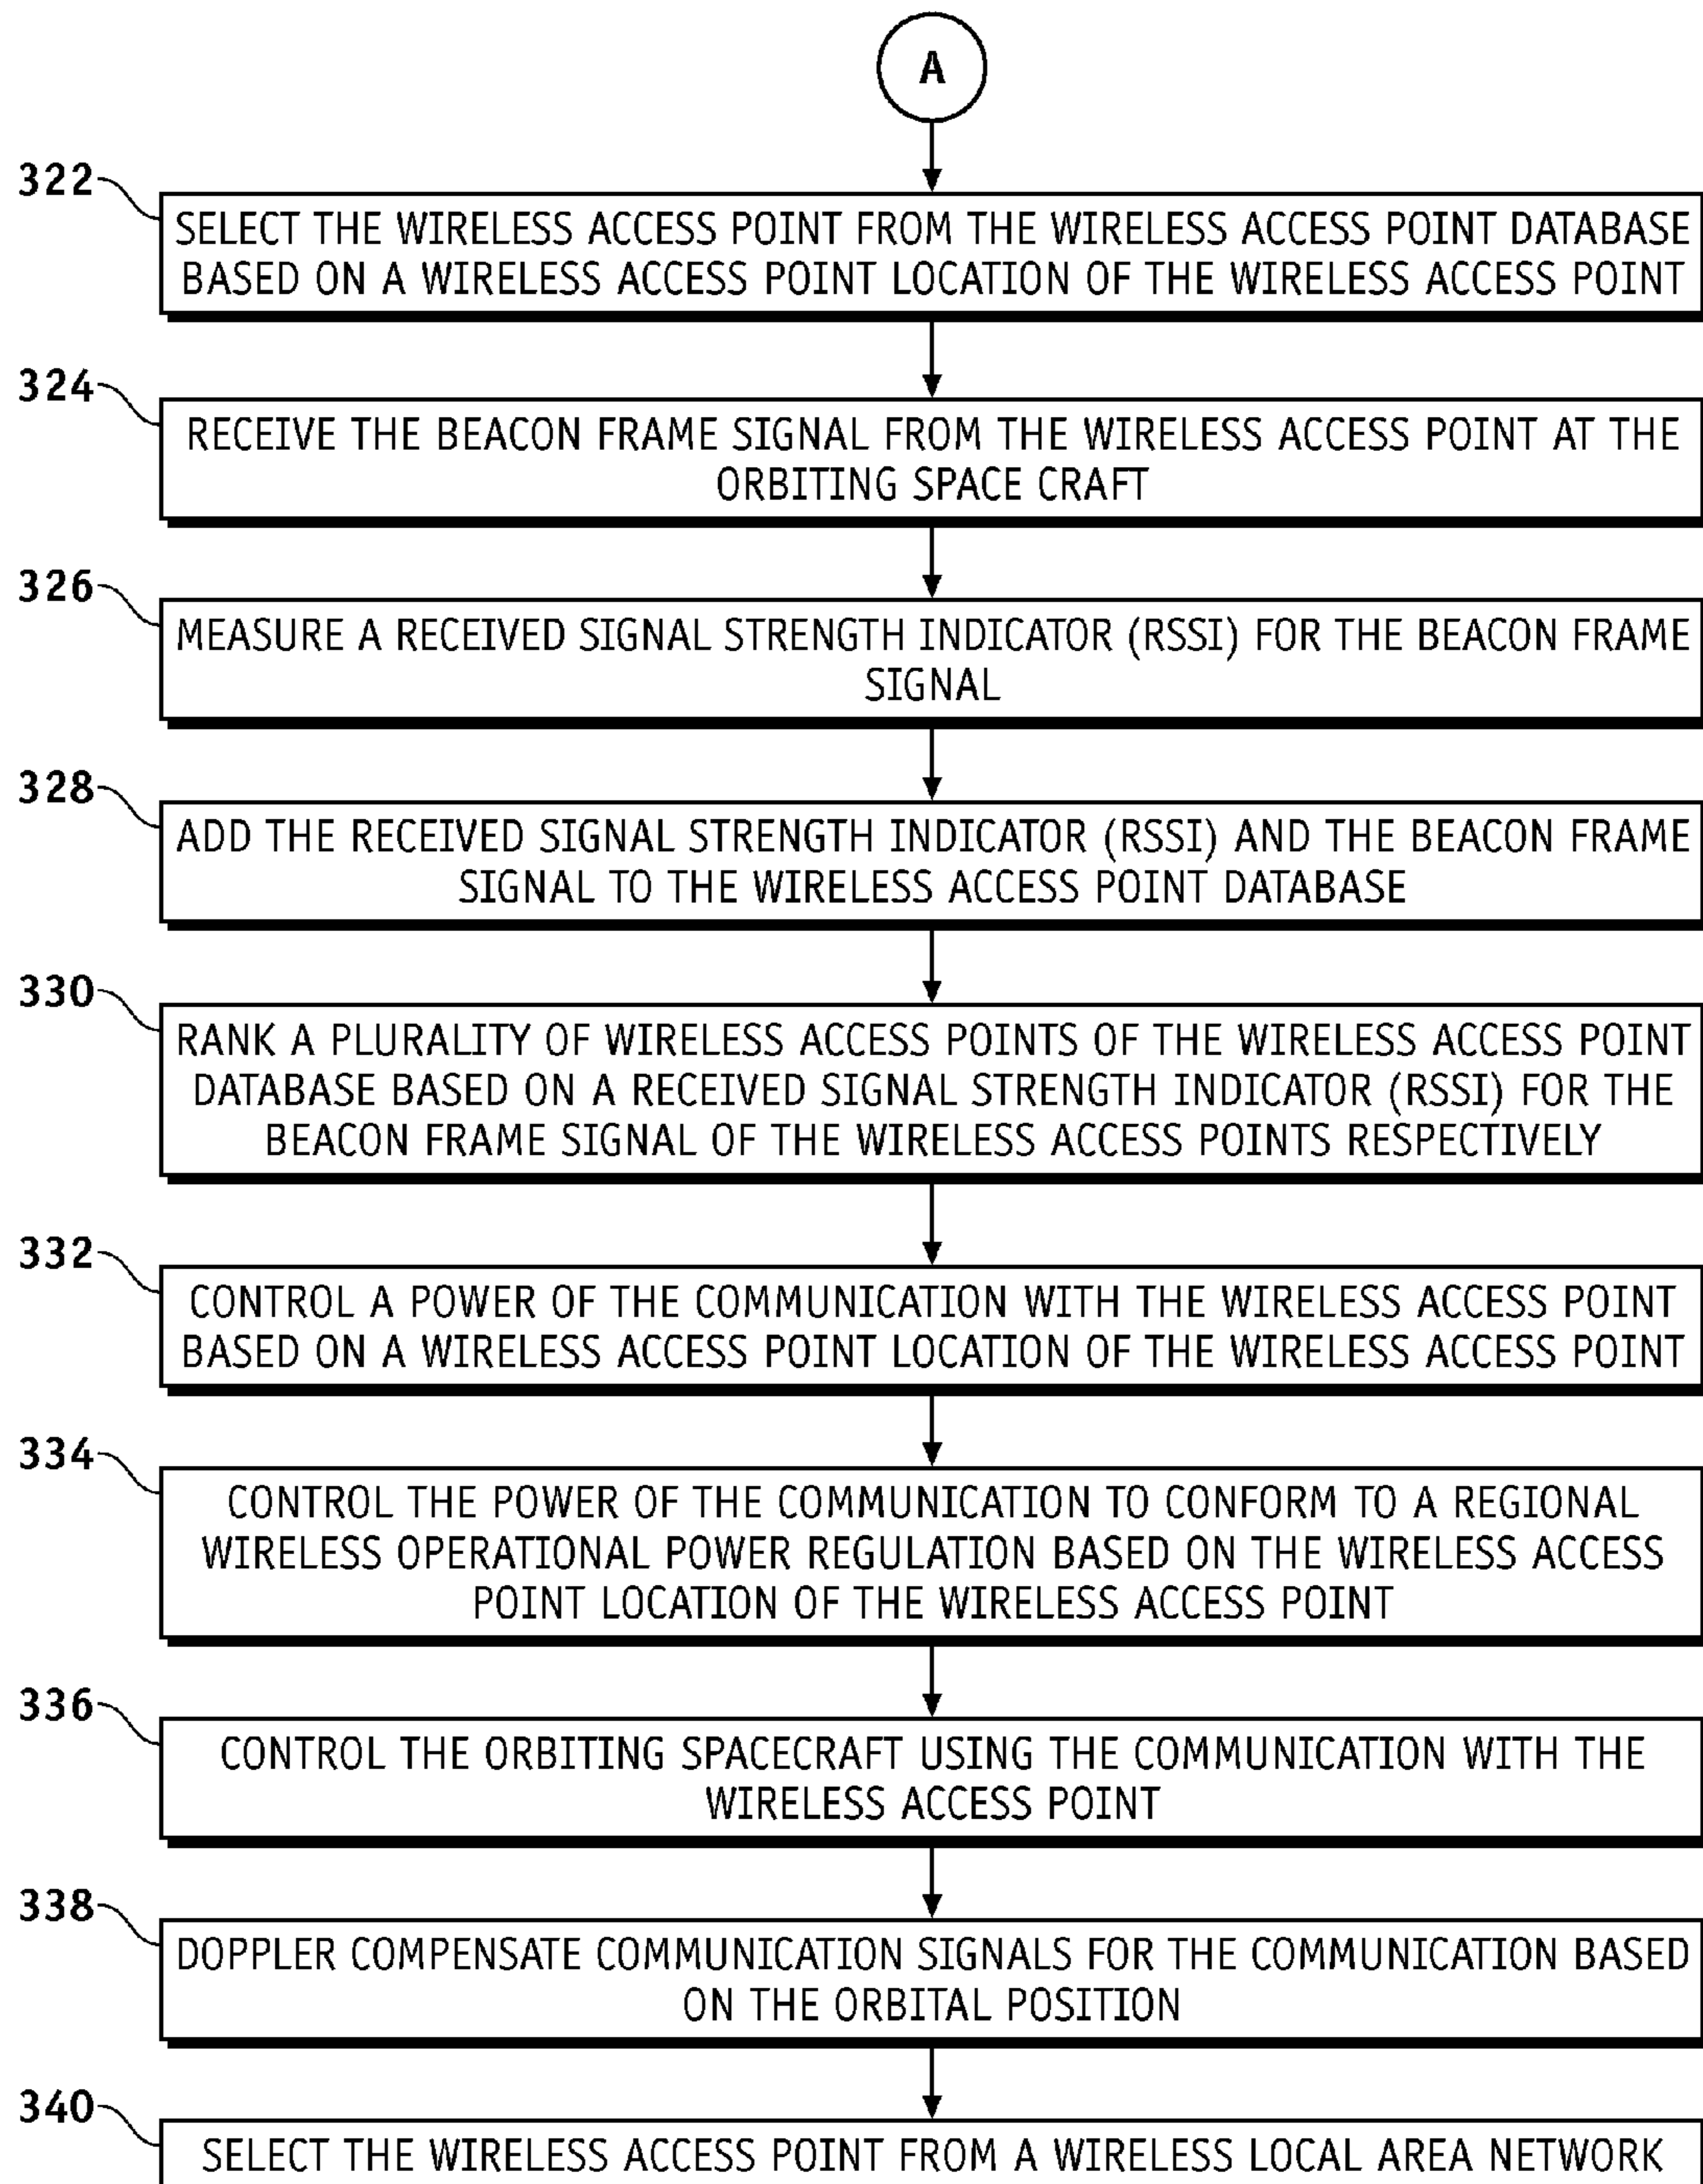 A
322
SELECT THE WIRELESS ACCESS POINT FROM THE WIRELESS ACCESS POINT DATABASE
BASED ON A WIRELESS ACCESS POINT LOCATION OF THE WIRELESS ACCESS POINT
324
RECEIVE THE BEACON FRAME SIGNAL FROM THE WIRELESS ACCESS POINT AT THE
ORBITING SPACE CRAFT
326
MEASURE A RECEIVED SIGNAL STRENGTH INDICATOR (RSSI) FOR THE BEACON FRAME
SIGNAL
328
ADD THE RECEIVED SIGNAL STRENGTH INDICATOR (RSSI) AND THE BEACON FRAME
SIGNAL TO THE WIRELESS ACCESS POINT DATABASE
330
RANK A PLURALITY OF WIRELESS ACCESS POINTS OF THE WIRELESS ACCESS POINT
DATABASE BASED ON A RECEIVED SIGNAL STRENGTH INDICATOR (RSSI) FOR THE
BEACON FRAME SIGNAL OF THE WIRELESS ACCESS POINTS RESPECTIVELY
332
CONTROL A POWER OF THE COMMUNICATION WITH THE WIRELESS ACCESS POINT
BASED ON A WIRELESS ACCESS POINT LOCATION OF THE WIRELESS ACCESS POINT
334
CONTROL THE POWER OF THE COMMUNICATION TO CONFORM TO A REGIONAL
WIRELESS OPERATIONAL POWER REGULATION BASED ON THE WIRELESS ACCESS
POINT LOCATION OF THE WIRELESS ACCESS POINT
336
CONTROL THE ORBITING SPACECRAFT USING THE COMMUNICATION WITH THE
WIRELESS ACCESS POINT
338
DOPPLER COMPENSATE COMMUNICATION SIGNALS FOR THE COMMUNICATION BASED
ON THE ORBITAL POSITION
340
SELECT THE WIRELESS ACCESS POINT FROM A WIRELESS LOCAL AREA NETWORK